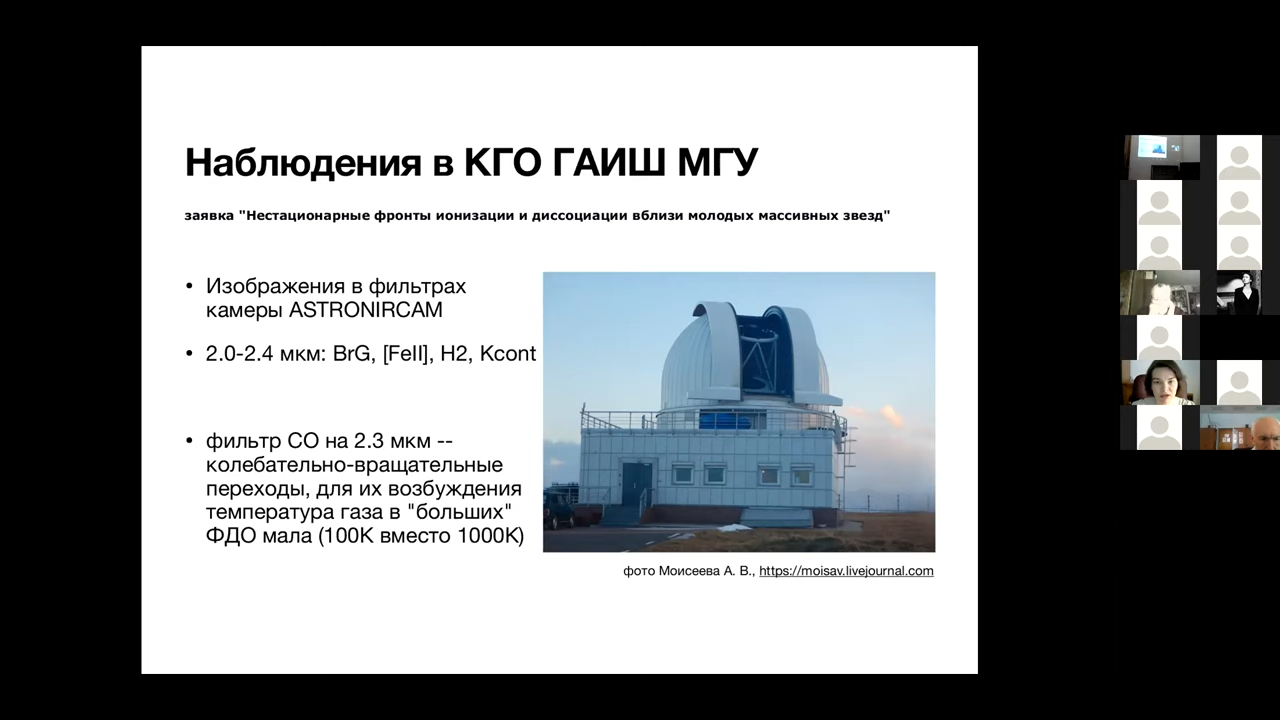 Наблюдения в КГО ГАИШ МГУ
заявка "Нестационарные фронты ионизации и диссоциации вблизи молодых массивных звезд"
• Изображения в фильтрах
камеры ASTRONIRCAM
• 2.0-2.4 мкм: BrG, [FeII], H2, Kcont
• фильтр CO на 2.3 мкм --
колебательно-вращательные
переходы, для их возбуждения
температура газа в "больших"
ФДО мала (100К вместо 1000К)
фото Моисеева А. В., https://moisav.livejournal.com